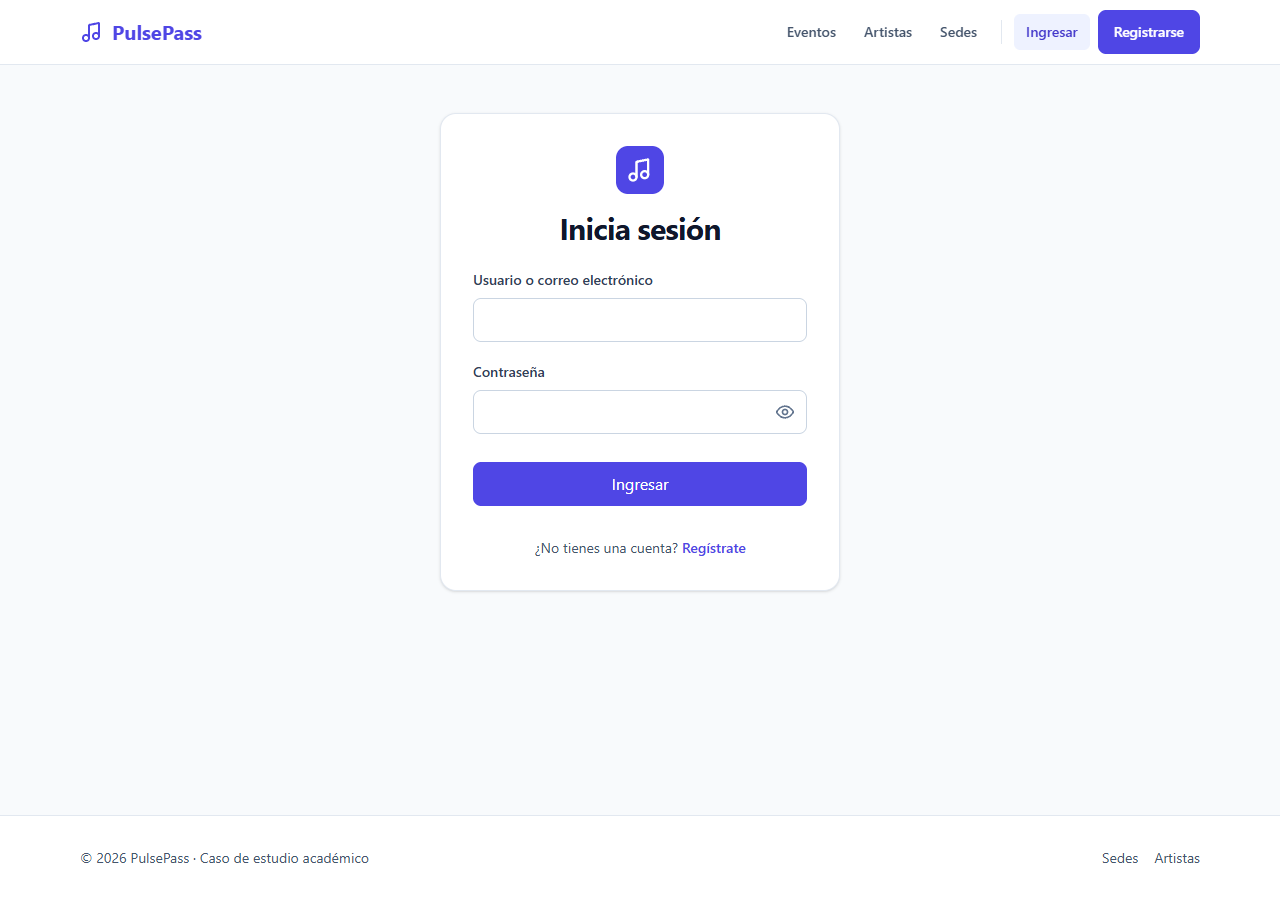 PulsePass
Eventos
Artistas
Sedes
Ingresar
Registrarse
Inicia sesión
Usuario o correo electrónico
Contraseña
Ingresar
¿No tienes una cuenta? Regístrate
© 2026 PulsePass · Caso de estudio académico
Sedes
Artistas